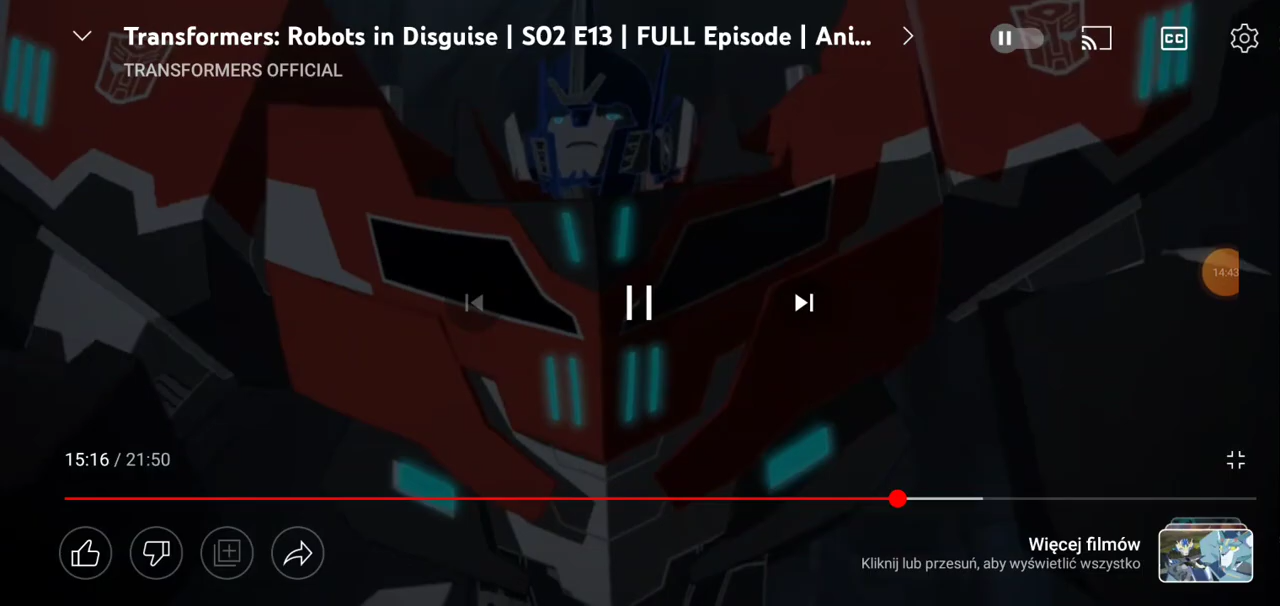 Transformers: Robots in Disguise | S02 E13 | FULL Episode | Ani...
TRANSFORMERS OFFICIAL
CC
14:43
15:16 / 21:50
Więcej filmów
Kliknij lub przesuń, aby wyświetlić wszystko